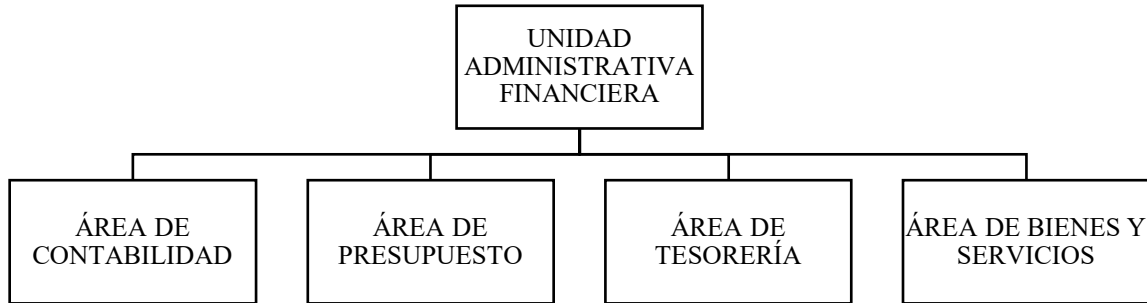 UNIDAD
ADMINISTRATIVA
FINANCIERA
ÁREA DE
CONTABILIDAD
ÁREA DE
PRESUPUESTO
ÁREA DE
TESORERÍA
ÁREA DE BIENES Y
SERVICIOS